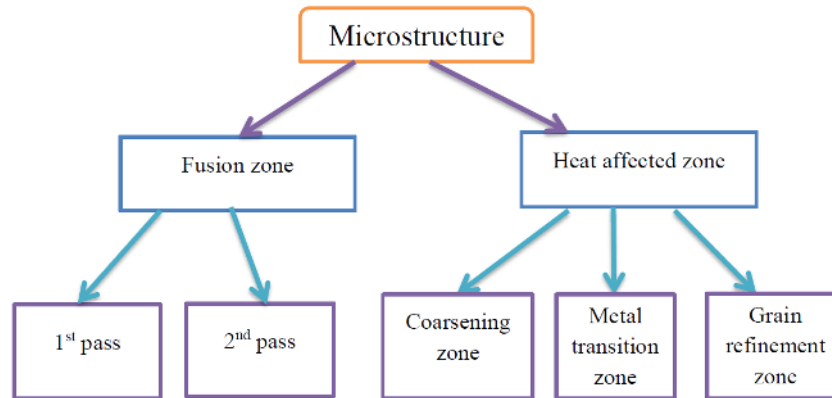 Microstructure
Fusion zone
Heat affected zone
1st pass
2nd pass
Coarsening
zone
Metal
transition
zone
Grain
refinement
zone